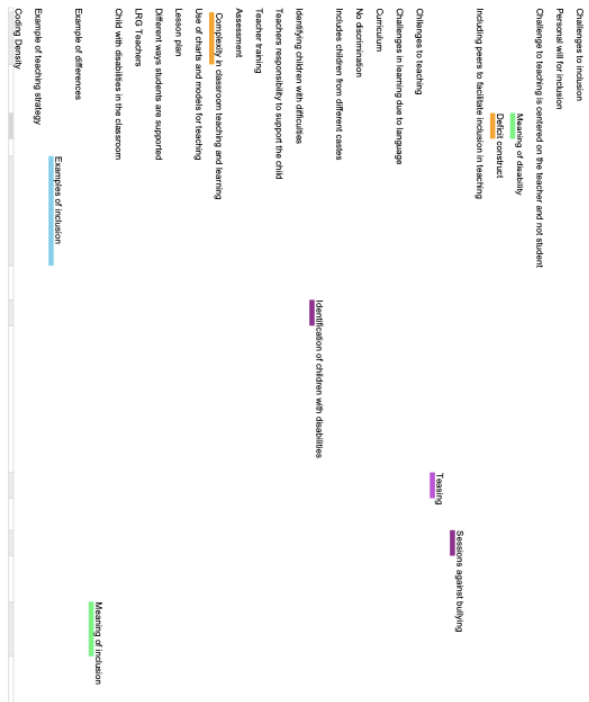 Challenges to inclusion
Personal will for inclusion
Challenge to teaching is centered on the teacher and not student
Meaning of disability
Deficit construct
Including peers to facilitate inclusion in teaching
Sessions against bullying
Teasing
Chllenges to teaching
Challenges in learning due to language
Curriculum
No discrimination
Includes children from different castes
Identification of children with disabilities
Identifying children with difficulties
Teachers responsibility to support the child
Teacher training
Assessment
Complexity in classroom teaching and learning
Use of charts and models for teaching
Lesson plan
Different ways students are supported
LRG Teachers
Child with disabilities in the classroom
Meaning of inclusion
Example of differences
Examples of inclusion
Example of teaching strategy
Coding Density